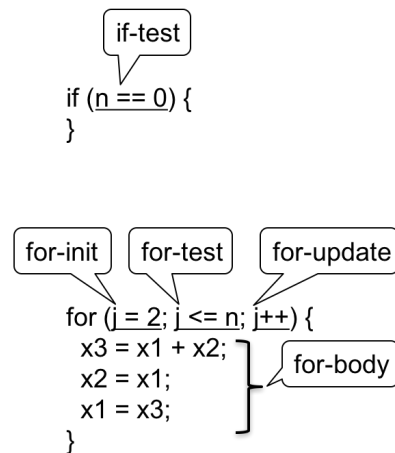 if-test
if (n == 0) {
}
for-init for-test for-update
for (j = 2; j <= n; j++) {
x3 = x1 + x2;
x2 = x1;
for-body
x1 = x3;
}